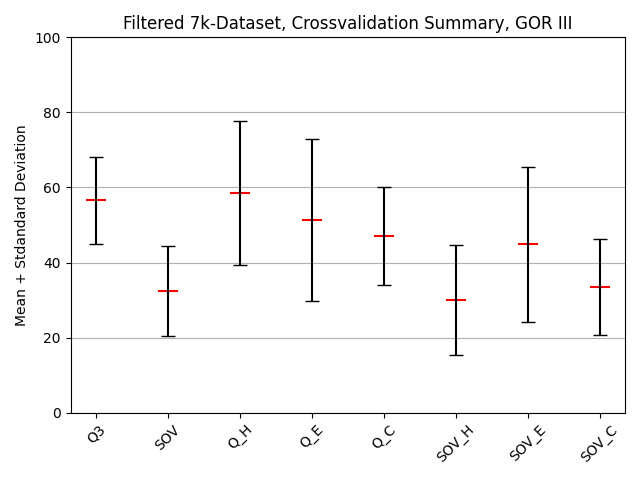 Filtered 7k-Dataset, Crossvalidation Summary, GOR III
Mean + Stdandard Deviation
100
80
60
40
20
0
Q3
SOV
Q_H
Q_E
Q_C
SOV_H
SOV_E
SOV_C